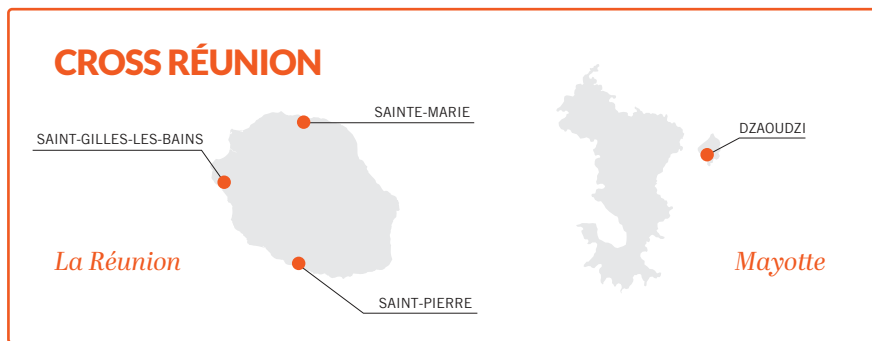 CROSS RÉUNION
SAINTE-MARIE
SAINT-GILLES-LES-BAINS
DZAOUDZI
La Réunion
Mayotte
SAINT-PIERRE